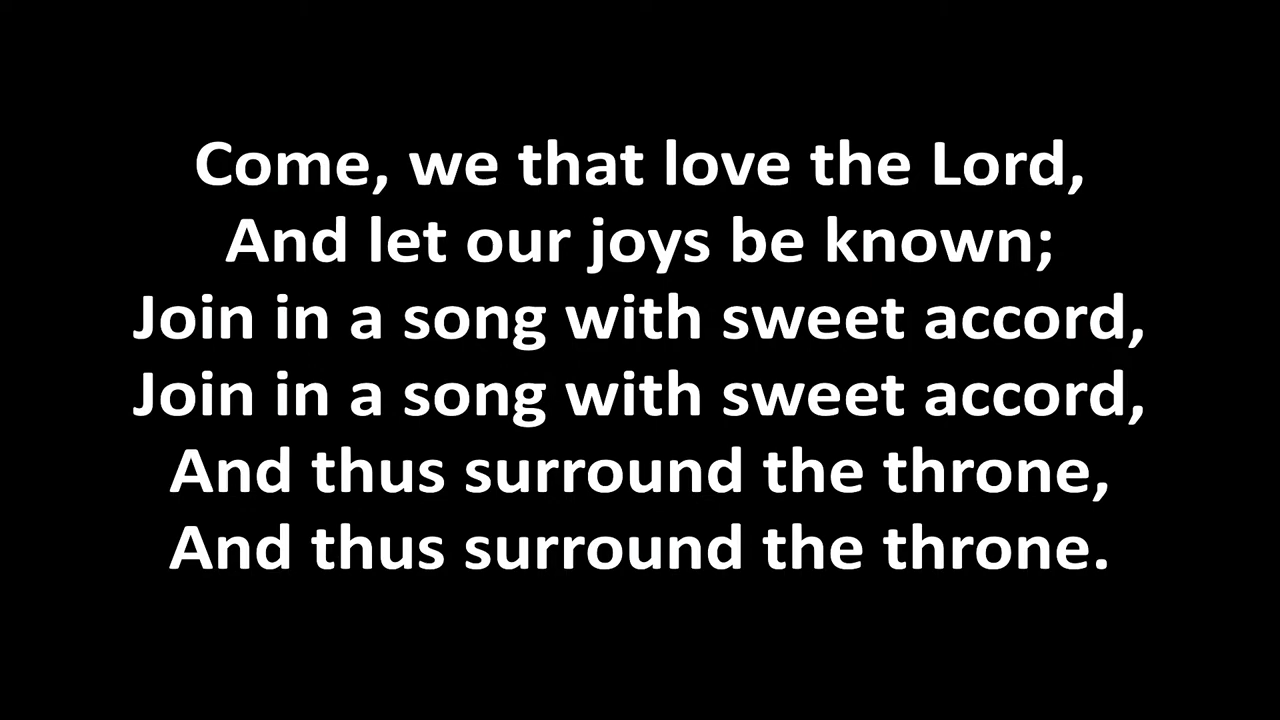 Come, we that love the Lord,
And let our joys be known;
Join in a song with sweet accord,
Join in a song with sweet accord,
And thus surround the throne,
And thus surround the throne.